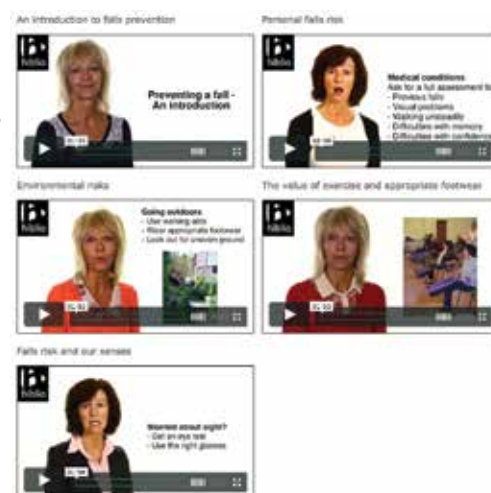 An introduction to falls prevention
Preventing a fall -
An introduction
Personal falls risk
Medical conditions
Ask for a full assessment
- Previous falls
- Visual problems
- Walking unsteadily
- Difficulties with memory
- Difficulties with confidence
Environmental risks
Going outdoors
- Use walking aids
- Wear appropriate footwear
- Look out for uneven ground
The value of exercise and appropriate footwear
Falls risk and our senses
Worried about sight?
- Get an eye test
- Use the right glasses